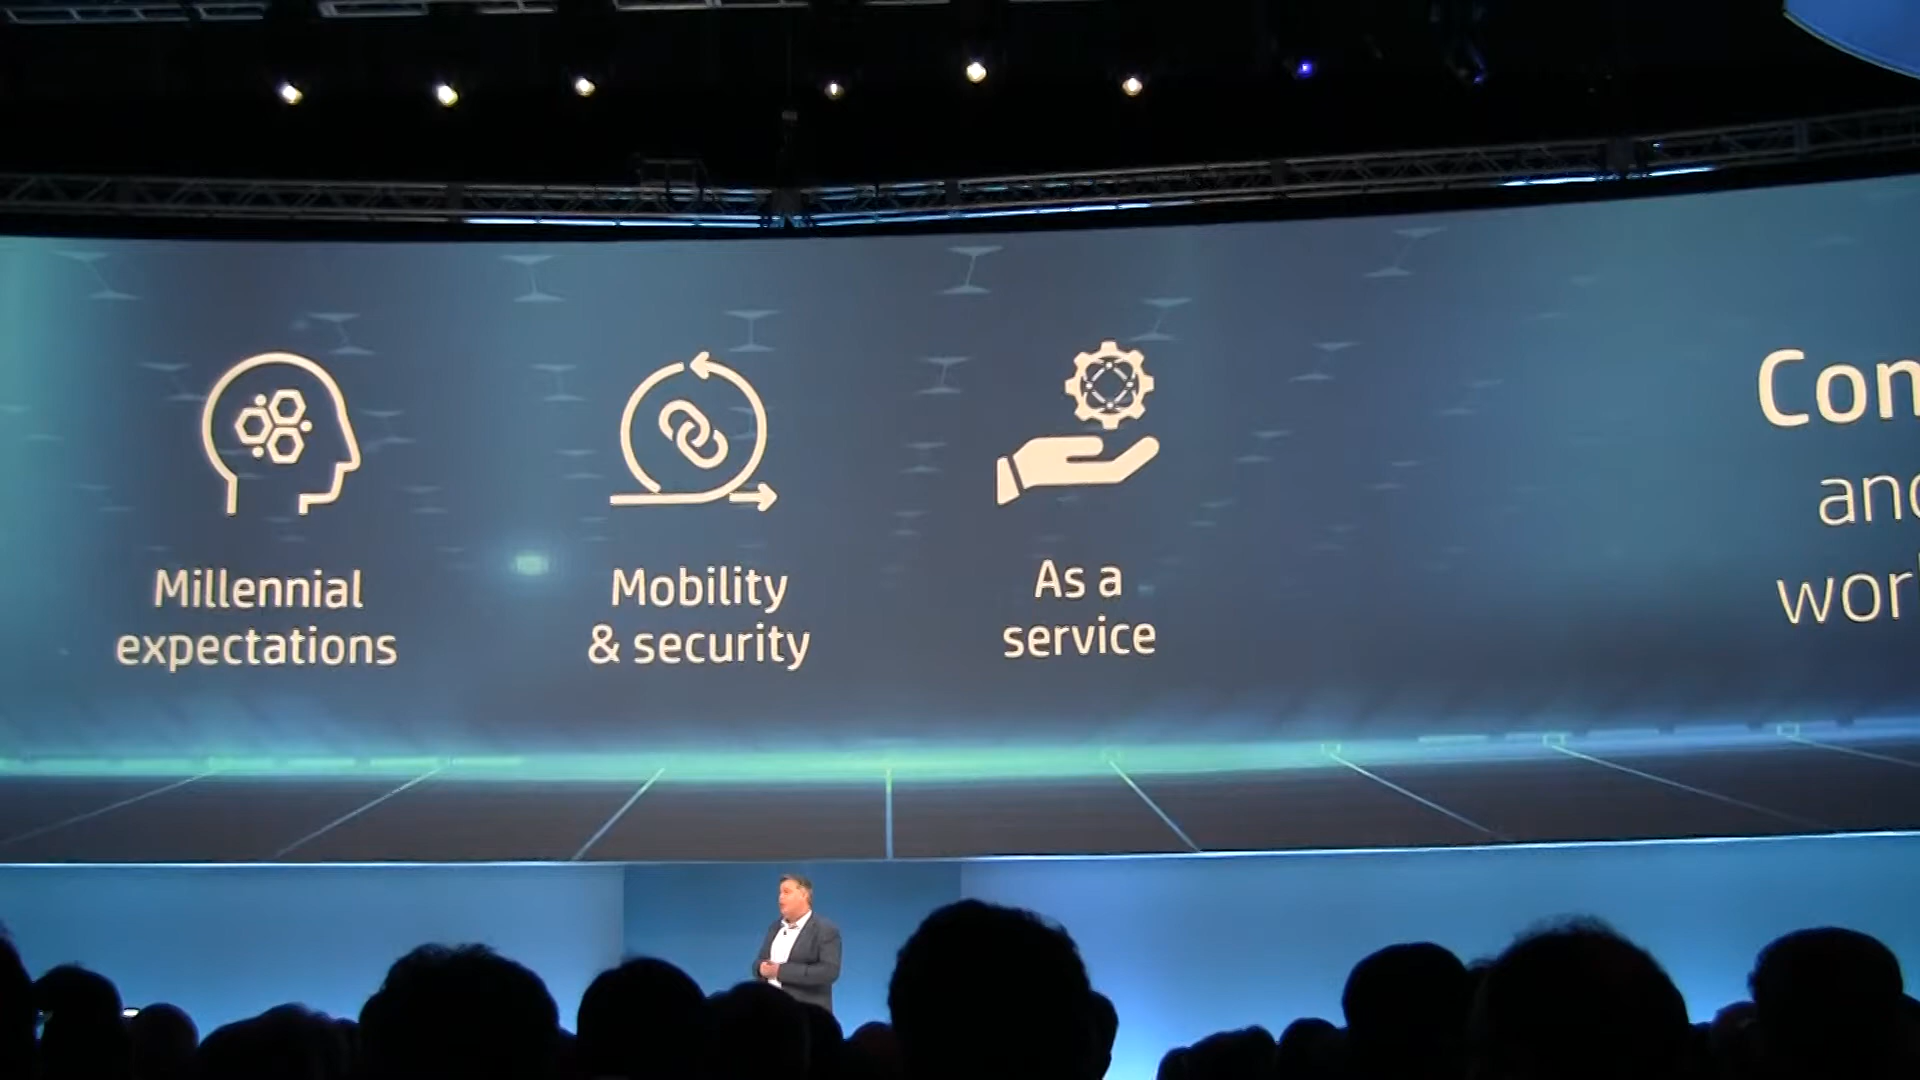 Millennial
expectations
Mobility
& security
As a
service